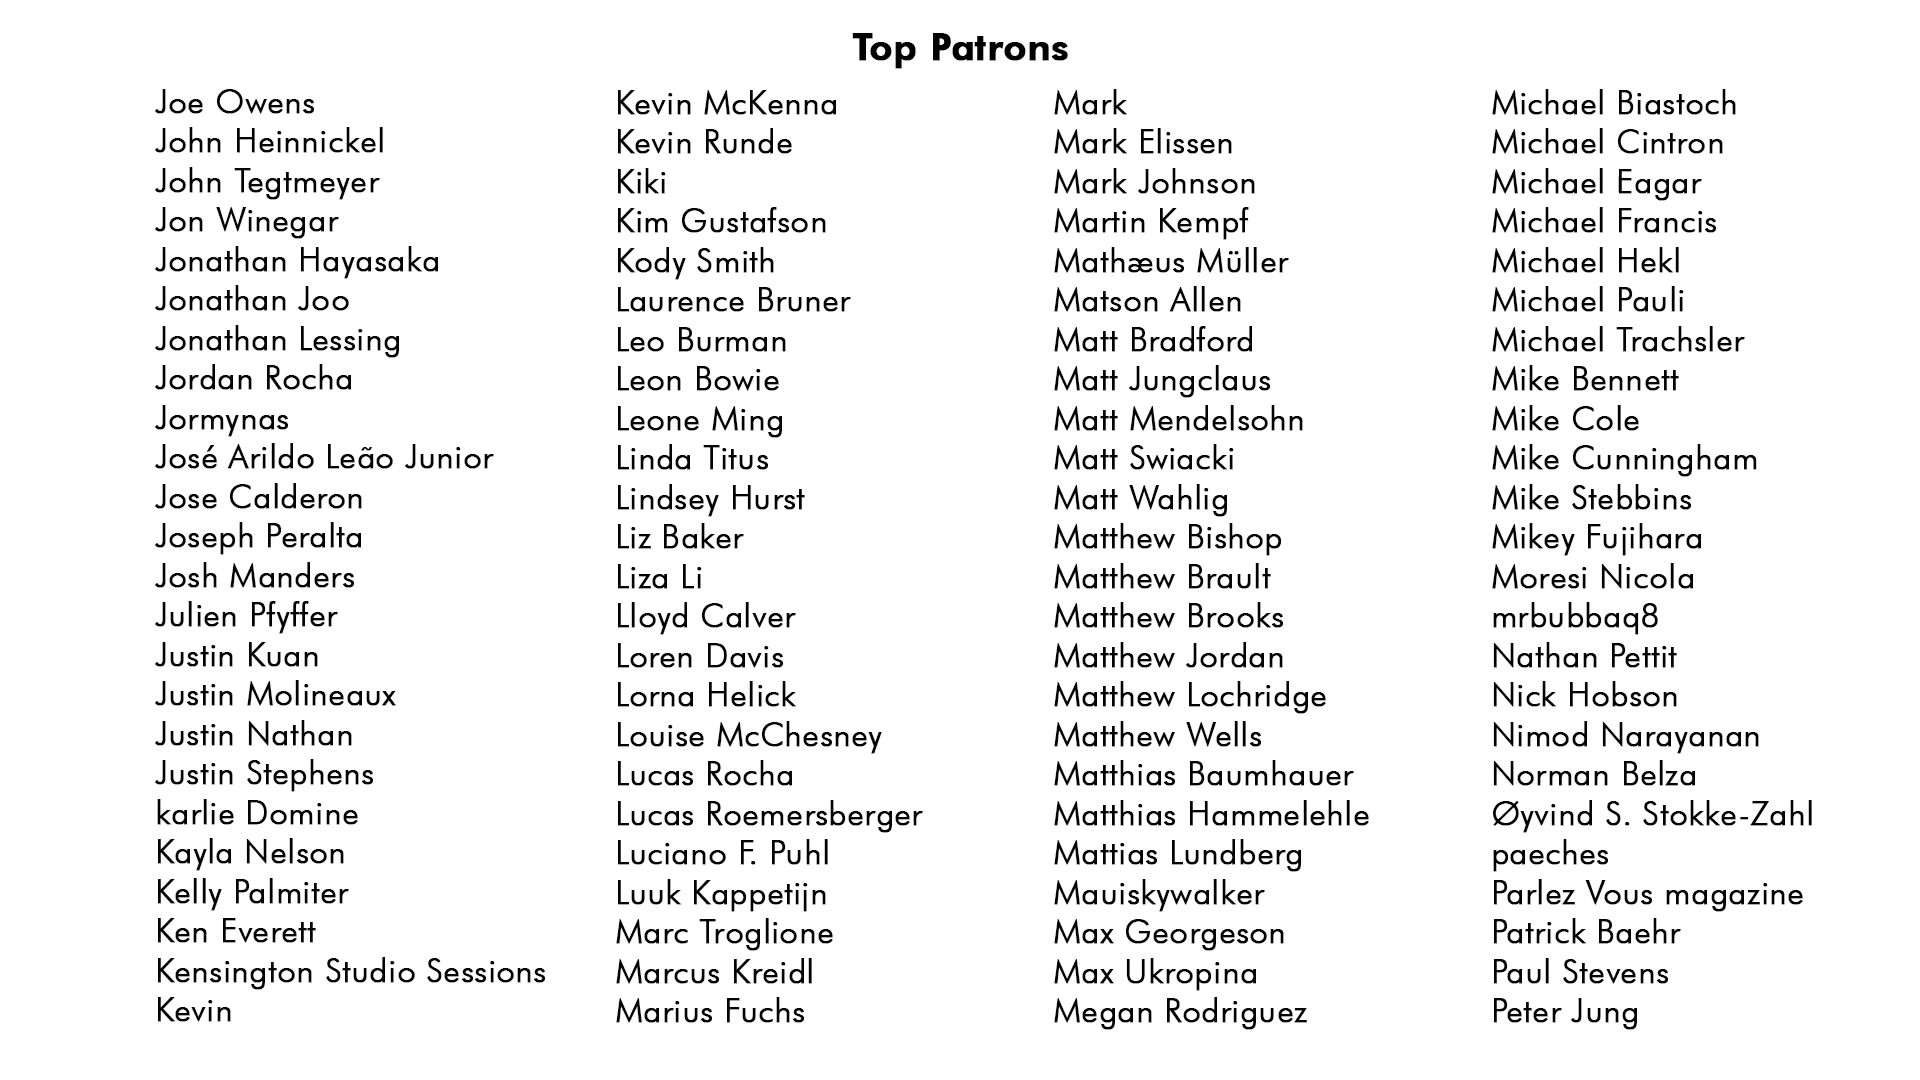 Top Patrons
Joe Owens
John Heinnickel
John Tegtmeyer
Jon Winegar
Jonathan Hayasaka
Jonathan Joo
Jonathan Lessing
Jordan Rocha
Jormynas
José Arildo Leão Junior
Jose Calderon
Joseph Peralta
Josh Manders
Julien Pfyffer
Justin Kuan
Justin Molineaux
Justin Nathan
Justin Stephens
karlie Domine
Kayla Nelson
Kelly Palmiter
Ken Everett
Kensington Studio Sessions
Kevin
Kevin McKenna
Kevin Runde
Kiki
Kim Gustafson
Kody Smith
Laurence Bruner
Leo Burman
Leon Bowie
Leone Ming
Linda Titus
Lindsey Hurst
Liz Baker
Liza Li
Lloyd Calver
Loren Davis
Lorna Helick
Louise McChesney
Lucas Rocha
Lucas Roemersberger
Luciano F. Puhl
Luuk Kappetijn
Marc Troglione
Marcus Kreidl
Marius Fuchs
Mark
Mark Elissen
Mark Johnson
Martin Kempf
Mathæus Müller
Matson Allen
Matt Bradford
Matt Jungclaus
Matt Mendelsohn
Matt Swiacki
Matt Wahlig
Matthew Bishop
Matthew Brault
Matthew Brooks
Matthew Jordan
Matthew Lochridge
Matthew Wells
Matthias Baumhauer
Matthias Hammelehle
Mattias Lundberg
Mauiskywalker
Max Georgeson
Max Ukropina
Megan Rodriguez
Michael Biastoch
Michael Cintron
Michael Eagar
Michael Francis
Michael Hekl
Michael Pauli
Michael Trachsler
Mike Bennett
Mike Cole
Mike Cunningham
Mike Stebbins
Mikey Fujihara
Moresi Nicola
mrbubbaq8
Nathan Pettit
Nick Hobson
Nimod Narayanan
Norman Belza
Øyvind S. Stokke-Zahl
paeches
Parlez Vous magazine
Patrick Baehr
Paul Stevens
Peter Jung